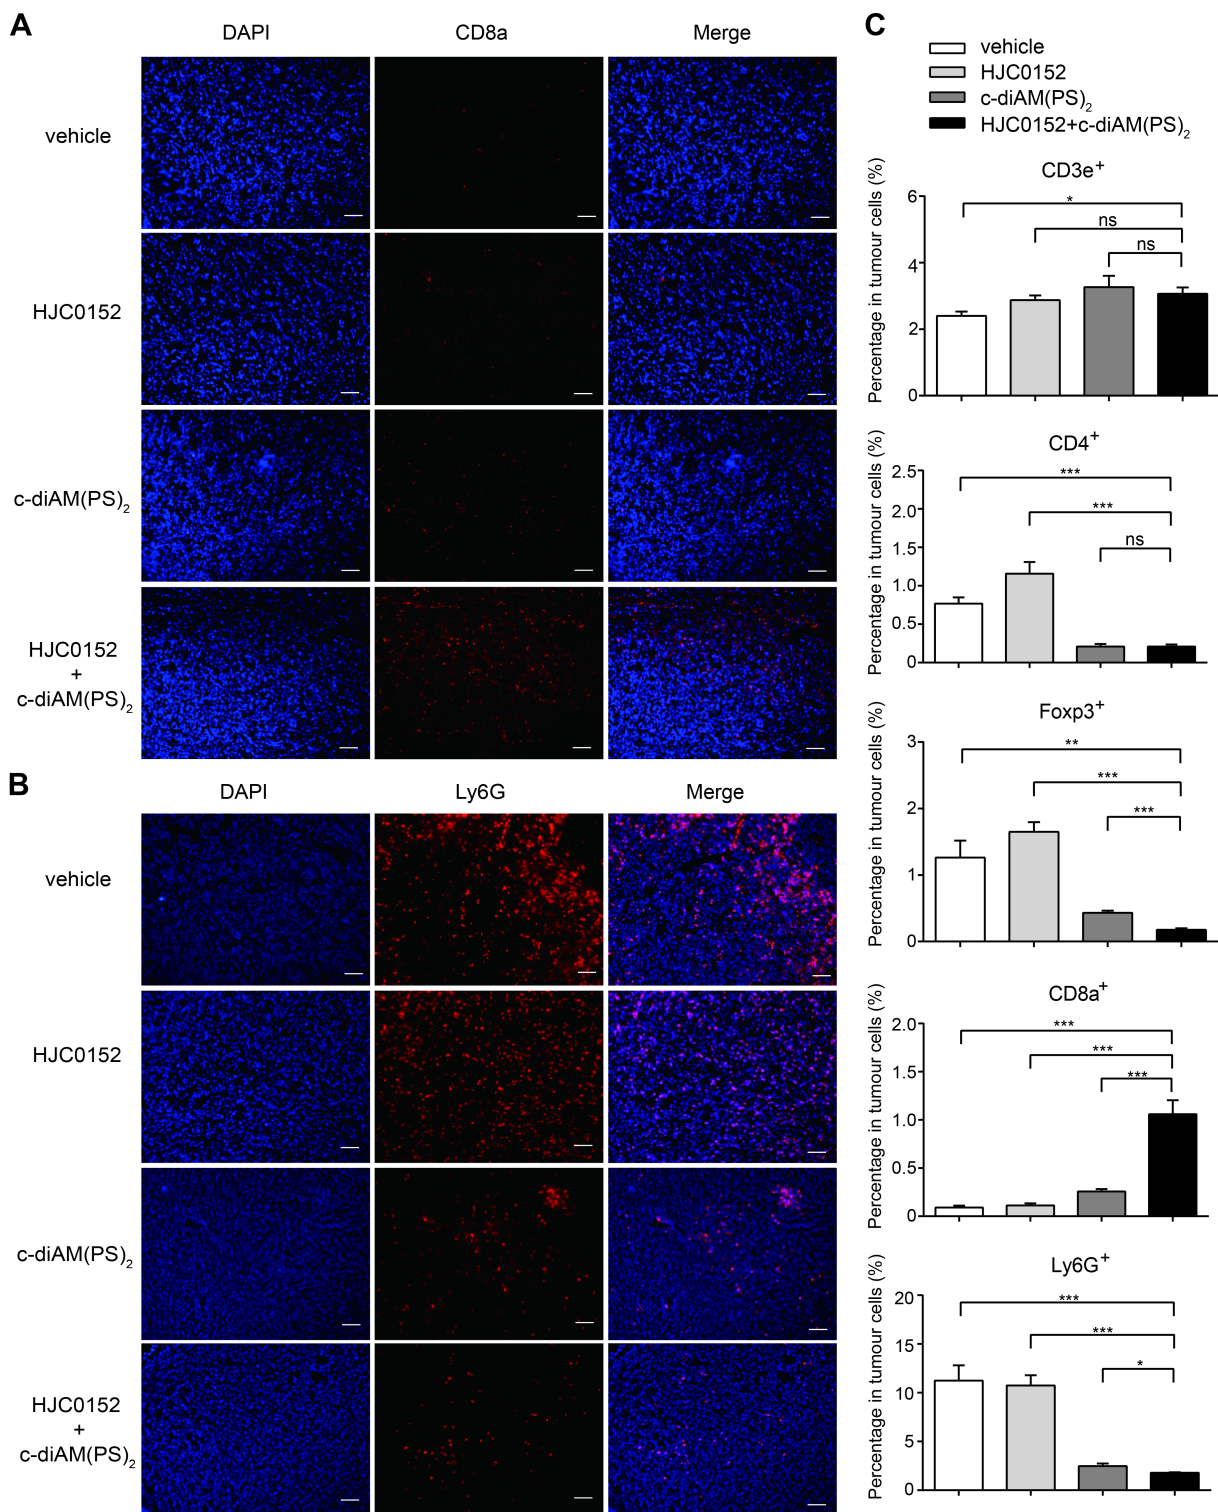 A
DAPI CD8a Merge
vehicle
HJC0152
c-diAM(PS)₂
HJC0152
+
c-diAM(PS)₂
B
DAPI Ly6G Merge
vehicle
HJC0152
c-diAM(PS)₂
HJC0152
+
c-diAM(PS)₂
C
vehicle
HJC0152
c-diAM(PS)₂
HJC0152+c-diAM(PS)₂
CD3e⁺
Percentage in tumour cells (%)
6
4
2
0
*
ns
ns
CD4⁺
Percentage in tumour cells (%)
2.5
2.0
1.5
1.0
0.5
0
***
***
ns
Foxp3⁺
Percentage in tumour cells (%)
3
2
1
0
**
***
***
CD8a⁺
Percentage in tumour cells (%)
2.0
1.5
1.0
0.5
0
***
***
***
Ly6G⁺
Percentage in tumour cells (%)
20
15
10
5
0
***
***
*